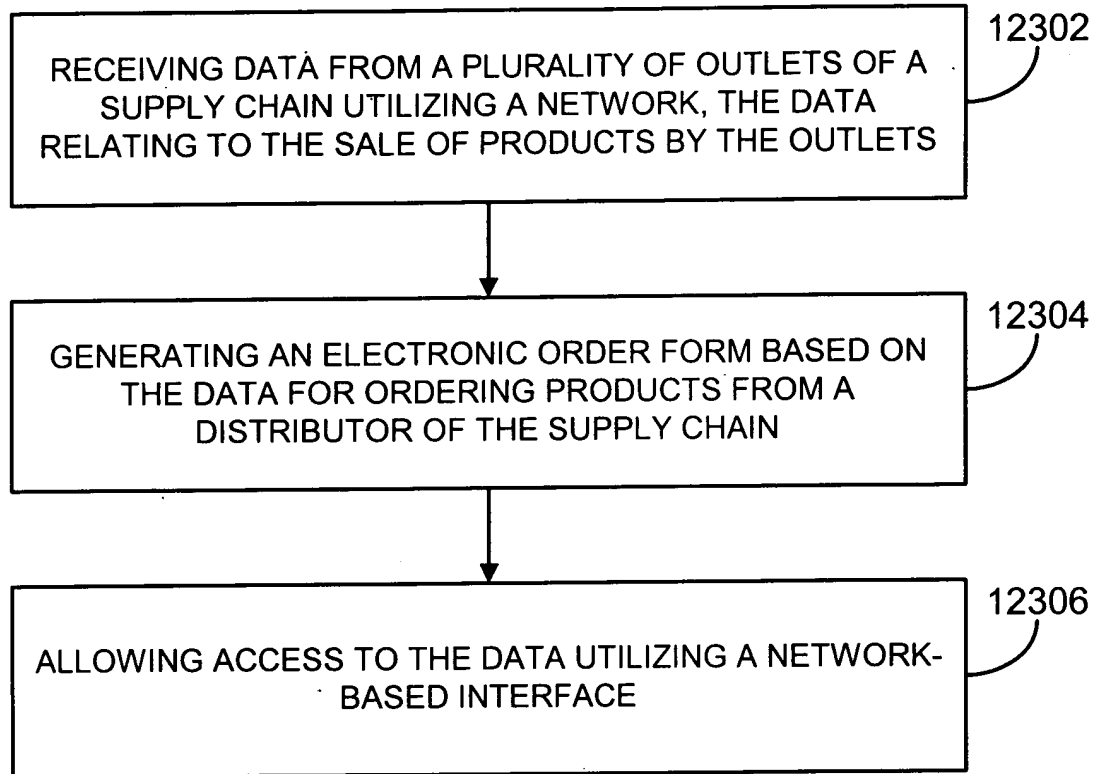 12302
RECEIVING DATA FROM A PLURALITY OF OUTLETS OF A
SUPPLY CHAIN UTILIZING A NETWORK, THE DATA
RELATING TO THE SALE OF PRODUCTS BY THE OUTLETS
12304
GENERATING AN ELECTRONIC ORDER FORM BASED ON
THE DATA FOR ORDERING PRODUCTS FROM A
DISTRIBUTOR OF THE SUPPLY CHAIN
12306
ALLOWING ACCESS TO THE DATA UTILIZING A NETWORK-
BASED INTERFACE